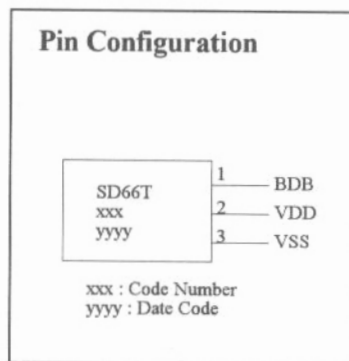 Pin Configuration
SD66T
xxx
yyyy
1 BDB
2 VDD
3 VSS
xxx : Code Number
yyyy : Date Code